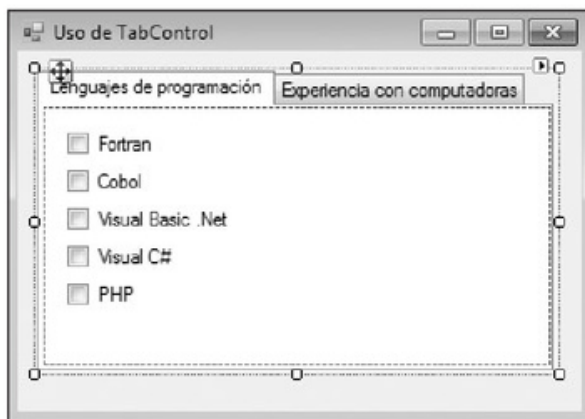 Uso de TabControl
Lenguajes de programación
Experiencia con computadoras
Fortran
Cobol
Visual Basic .Net
Visual C#
PHP